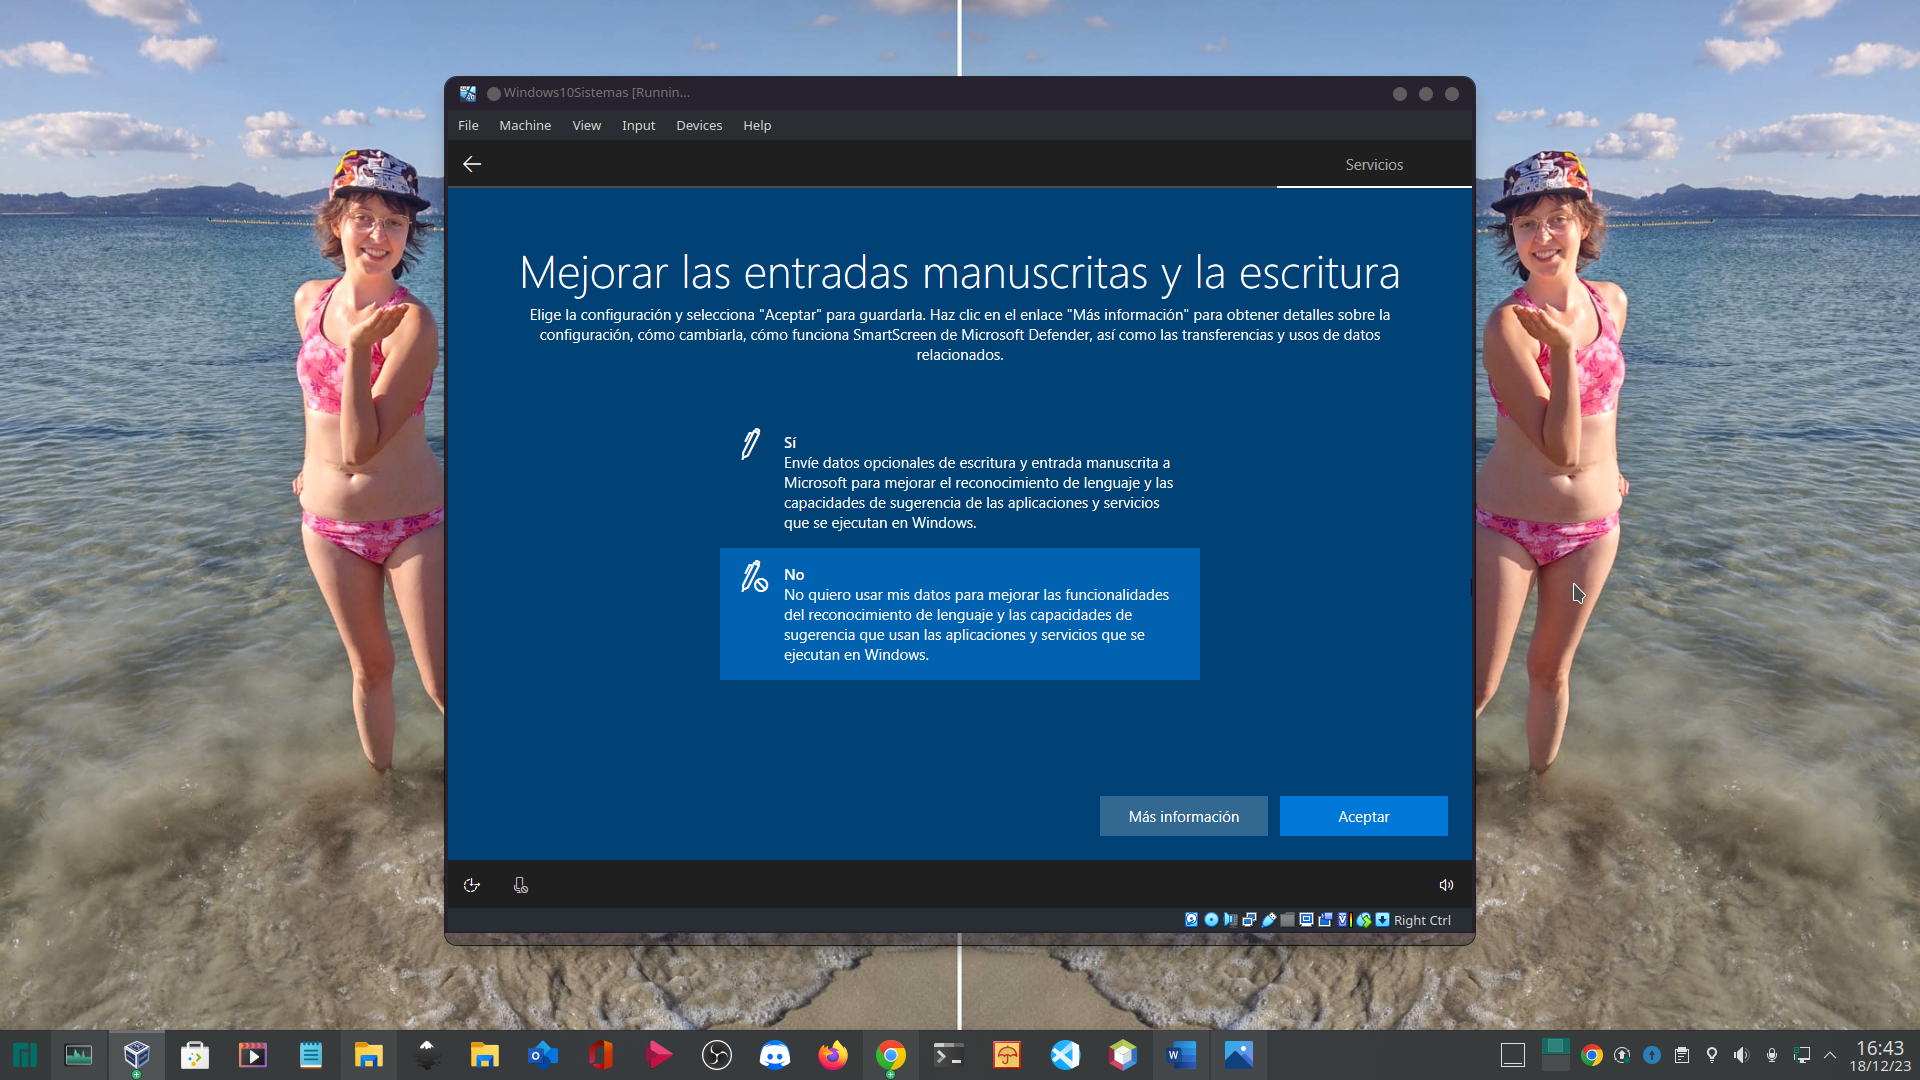 Windows10Sistemas [Runnin...
File Machine View Input Devices Help
Servicios
Mejorar las entradas manuscritas y la escritura
Elige la configuración y selecciona "Aceptar" para guardarla. Haz clic en el enlace "Más información" para obtener detalles sobre la
configuración, cómo cambiarla, cómo funciona SmartScreen de Microsoft Defender, así como las transferencias y usos de datos
relacionados.
Sí
Envíe datos opcionales de escritura y entrada manuscrita a
Microsoft para mejorar el reconocimiento de lenguaje y las
capacidades de sugerencia de las aplicaciones y servicios
que se ejecutan en Windows.
No
No quiero usar mis datos para mejorar las funcionalidades
del reconocimiento de lenguaje y las capacidades de
sugerencia que usan las aplicaciones y servicios que se
ejecutan en Windows.
Más información
Aceptar
Right Ctrl
16:43
18/12/23